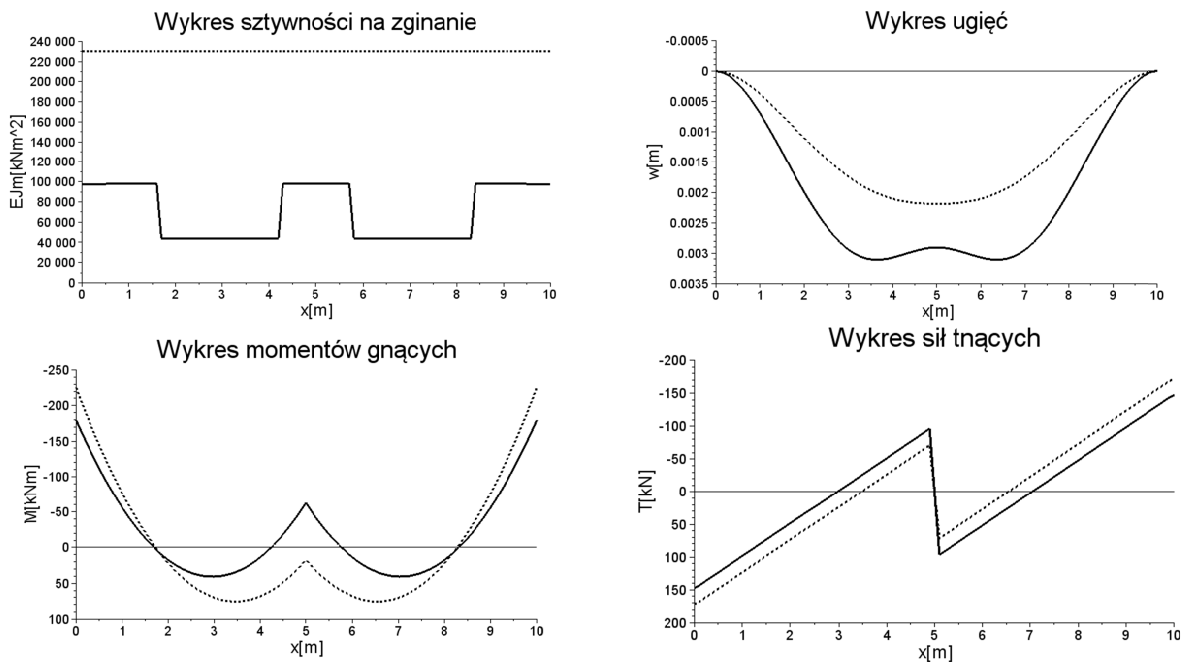 Wykres sztywności na zginanie
240 000
220 000
200 000
180 000
160 000
140 000
120 000
100 000
80 000
60 000
40 000
20 000
0
EJm[kNm^2]
0 1 2 3 4 5 6 7 8 9 10
x[m]
Wykres ugięć
-0.0005
0
0.0005
0.001
0.0015
0.002
0.0025
0.003
0.0035
w[m]
0 1 2 3 4 5 6 7 8 9 10
x[m]
Wykres momentów gnących
-250
-200
-150
-100
-50
0
50
100
M[kNm]
0 1 2 3 4 5 6 7 8 9 10
x[m]
Wykres sił tnących
-200
-150
-100
-50
0
50
100
150
200
T[kN]
0 1 2 3 4 5 6 7 8 9 10
x[m]